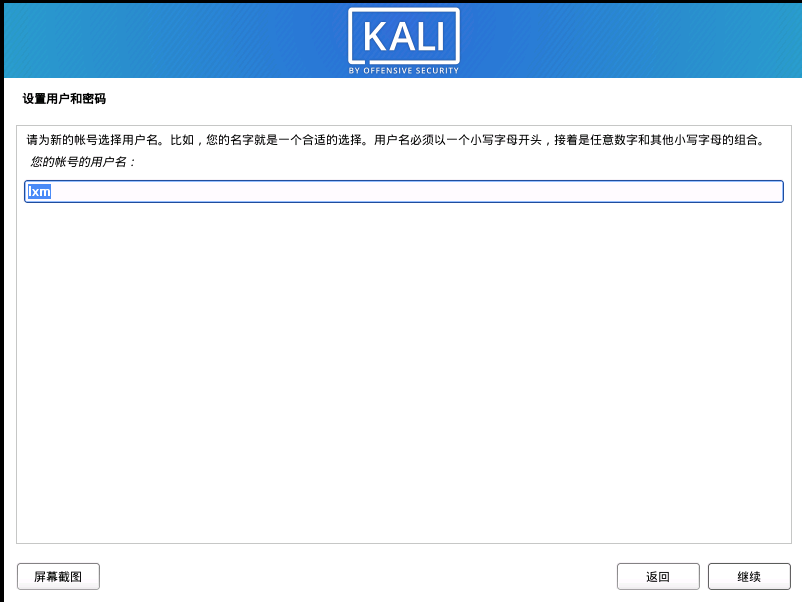 KALI
BY OFFENSIVE SECURITY
设置用户和密码
请为新的帐号选择用户名。比如，您的名字就是一个合适的选择。用户名必须以一个小写字母开头，接着是任意数字和其他小写字母的组合。
您的帐号的用户名：
lxm
屏幕截图
返回
继续